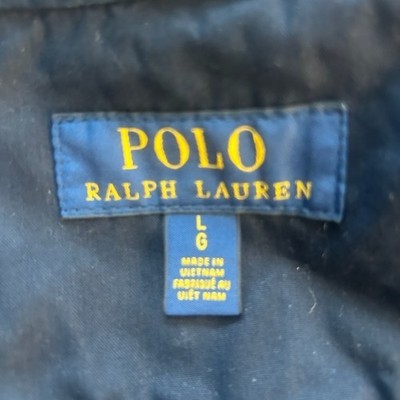 POLO
RALPH LAUREN
L
G
MADE IN
VIETNAM
FABRIQUÉ AU
VIÊT NAM